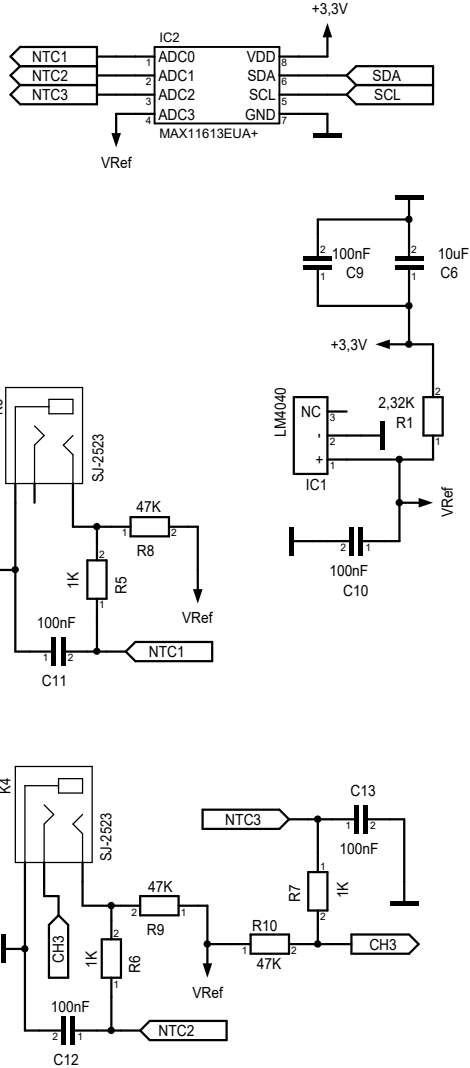 +3,3V
IC2
NTC1 1 ADC0 VDD 8
NTC2 2 ADC1 SDA 6 SDA
NTC3 3 ADC2 SCL 5 SCL
4 ADC3 GND 7
MAX11613EUA+
VRef
2 100nF 2 10uF
1 C9 1 C6
+3,3V
LM4040
NC 3
- 2
+ 1
IC1
2,32K
R1
2
1
VRef
2 1
100nF
C10
SJ-2523
47K
1 2
R8
2
1K R5
1
VRef
100nF
1 2
C11
NTC1
K4
SJ-2523
CH3
47K
2 1
R9
2
1K R6
1
VRef
100nF
2 1
C12
NTC2
NTC3
C13
1 2
100nF
1
R7 1K
2
R10
1 2
47K
CH3